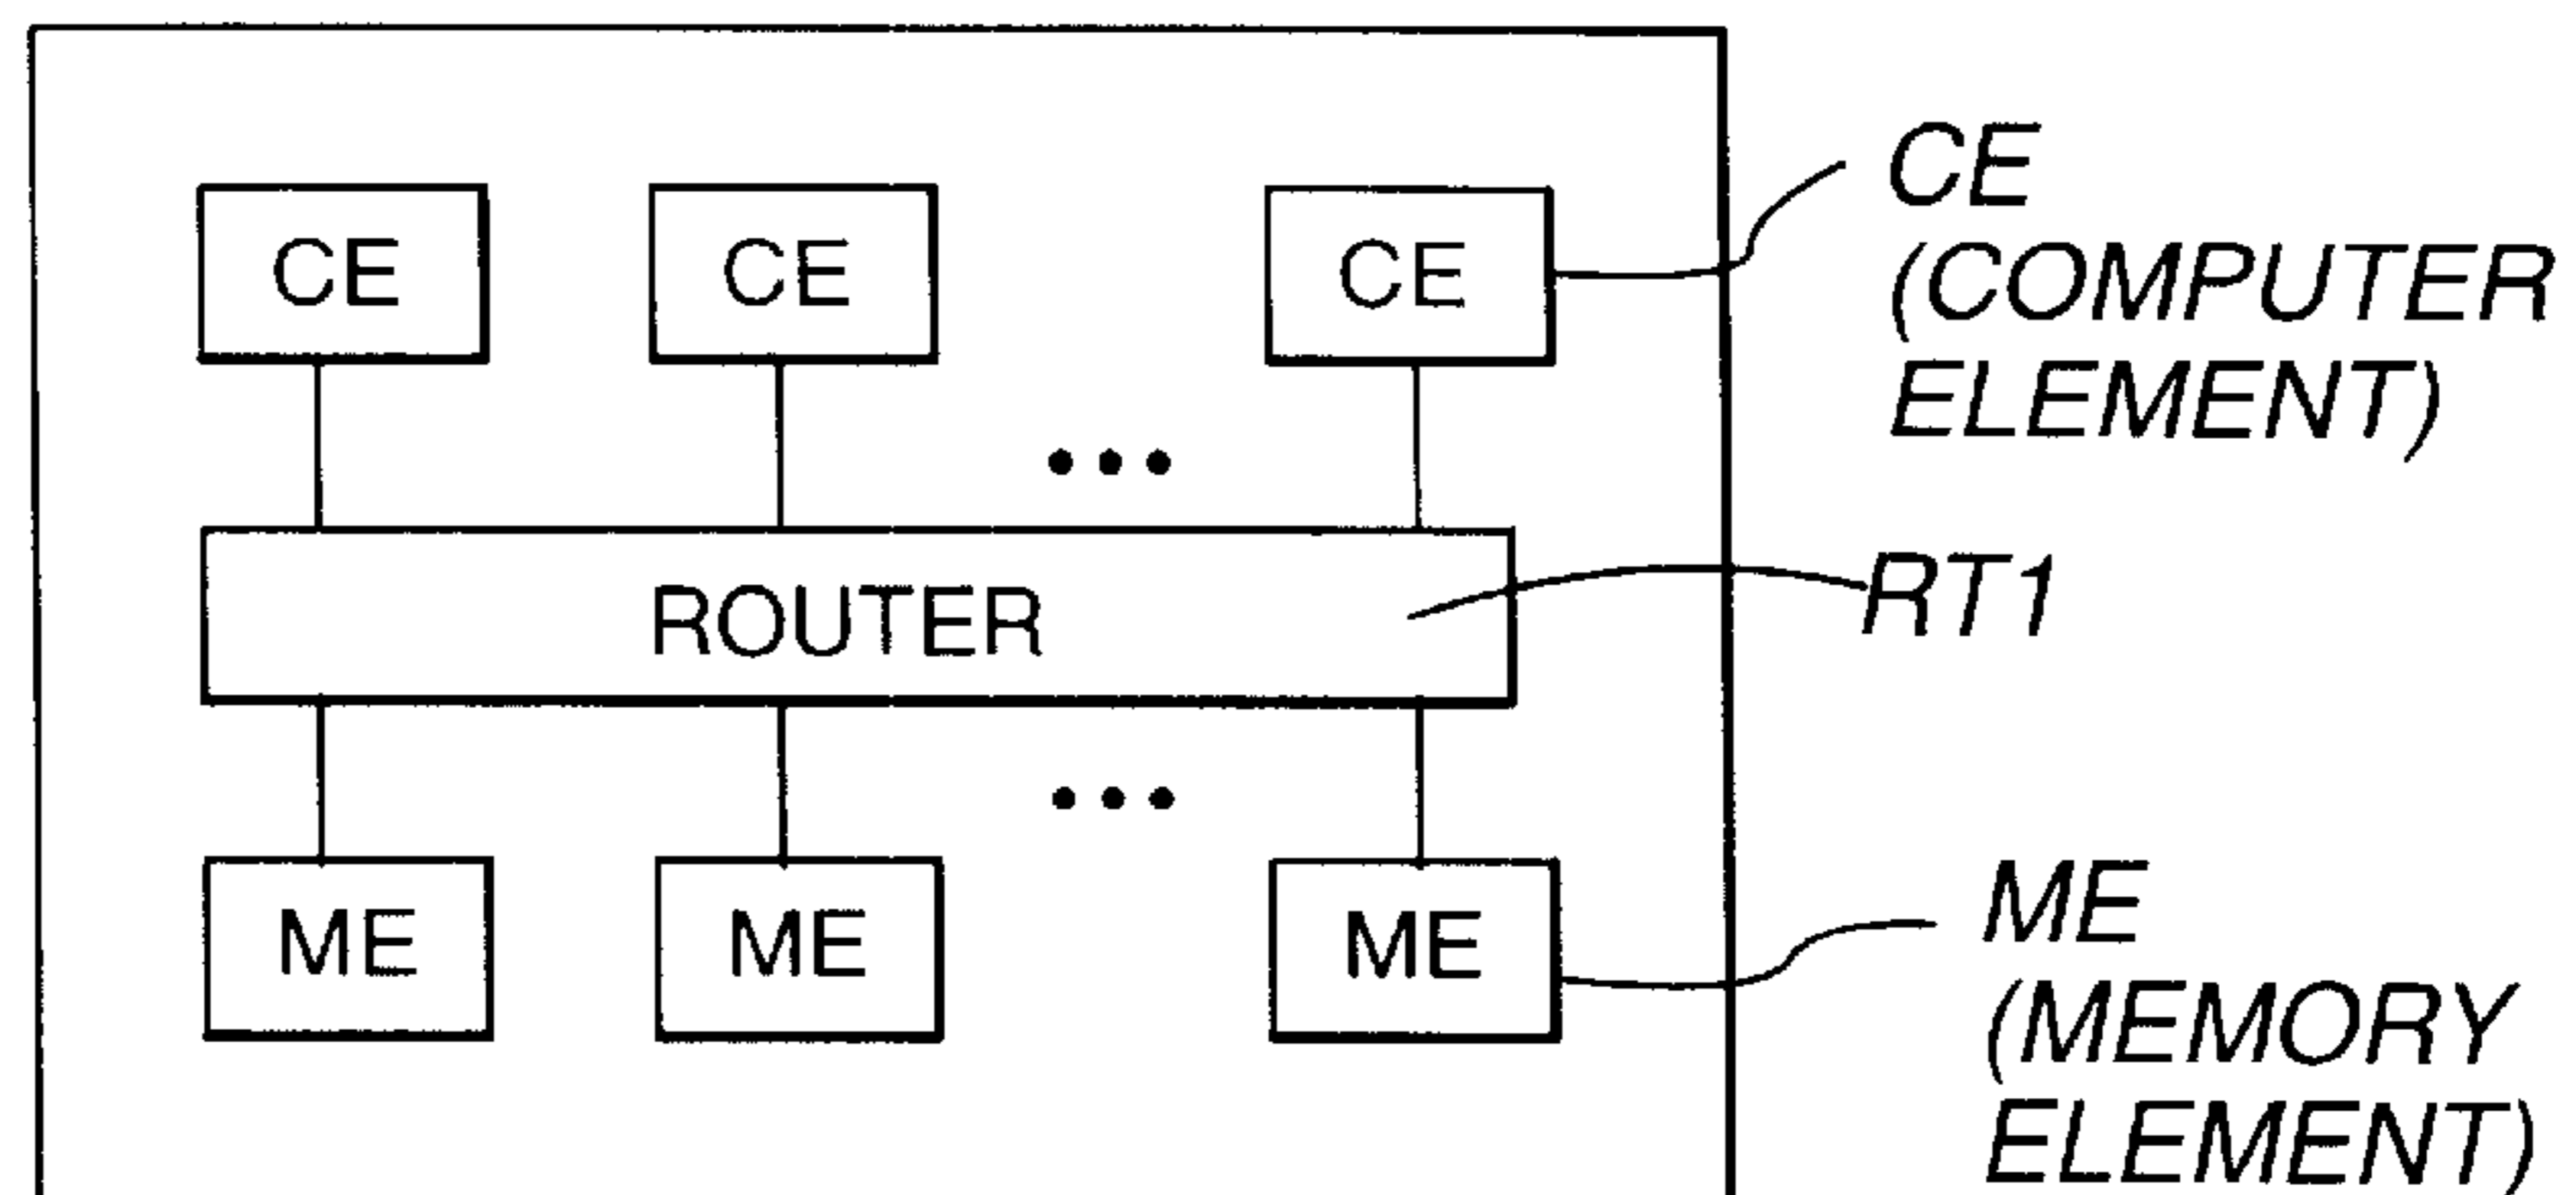 CE CE CE
CE
(COMPUTER
ELEMENT)
ROUTER
RT1
ME ME ME
ME
(MEMORY
ELEMENT)